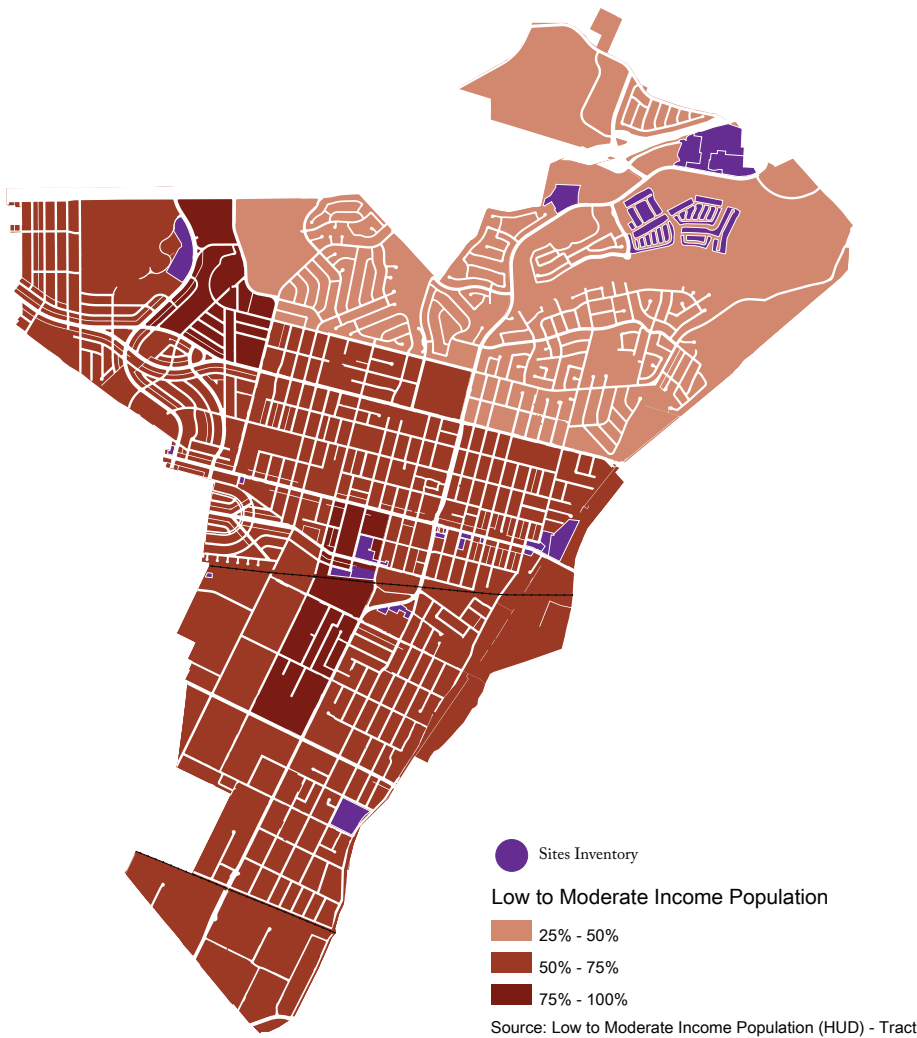 Sites Inventory
Low to Moderate Income Population
25% - 50%
50% - 75%
75% - 100%
Source: Low to Moderate Income Population (HUD) - Tract